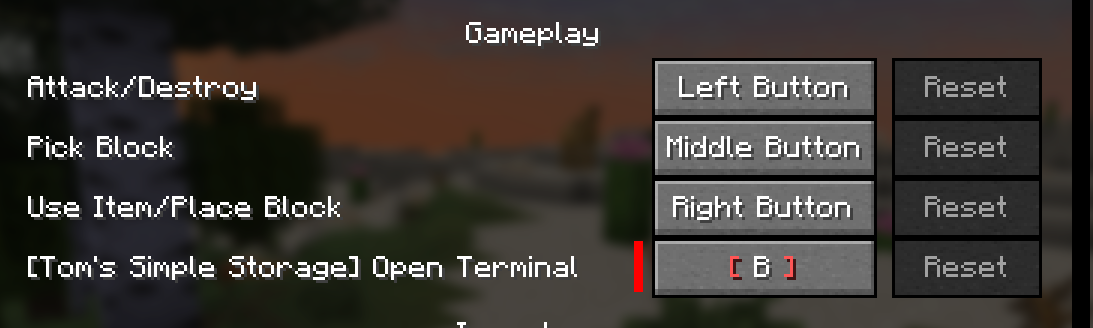 Gameplay
Attack/Destroy Left Button Reset
Pick Block Middle Button Reset
Use Item/Place Block Right Button Reset
[Tom's Simple Storage] Open Terminal [ B ] Reset